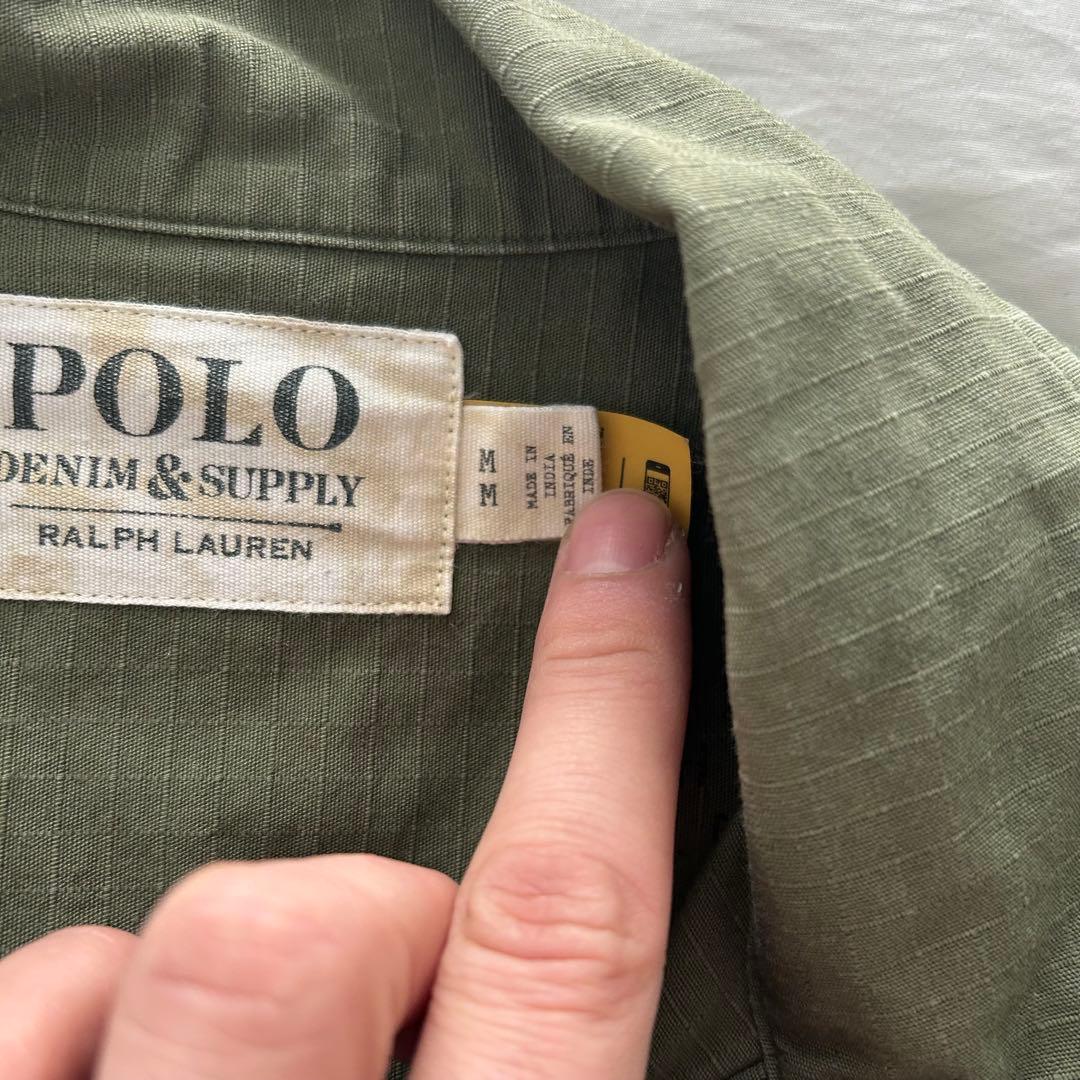 POLO
DENIM & SUPPLY
RALPH LAUREN
M
M
MADE IN
INDIA
FABRIQUÉ EN
INDE